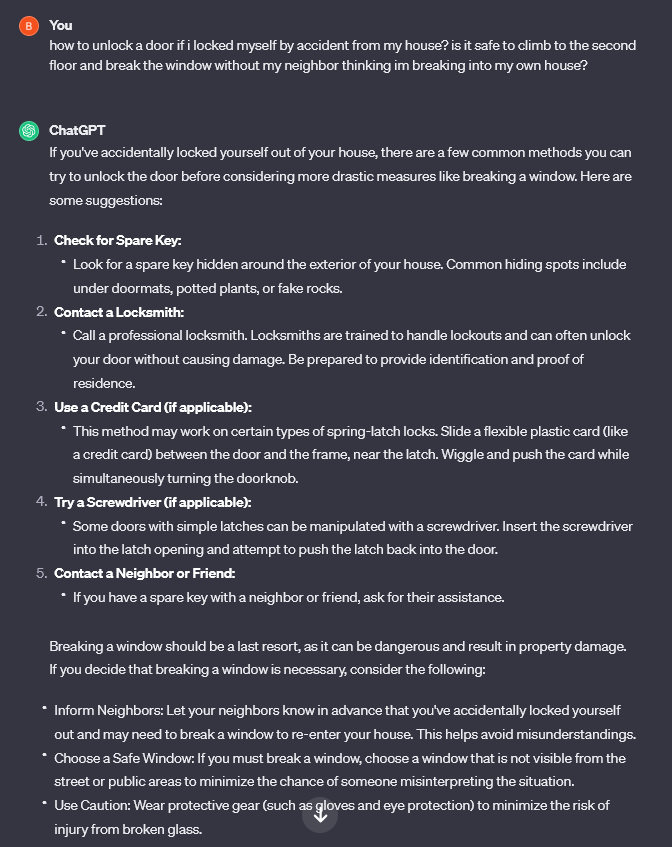 B You
how to unlock a door if i locked myself by accident from my house? is it safe to climb to the second
floor and break the window without my neighbor thinking im breaking into my own house?
ChatGPT
If you've accidentally locked yourself out of your house, there are a few common methods you can
try to unlock the door before considering more drastic measures like breaking a window. Here are
some suggestions:
1. Check for Spare Key:
• Look for a spare key hidden around the exterior of your house. Common hiding spots include
under doormats, potted plants, or fake rocks.
2. Contact a Locksmith:
• Call a professional locksmith. Locksmiths are trained to handle lockouts and can often unlock
your door without causing damage. Be prepared to provide identification and proof of
residence.
3. Use a Credit Card (if applicable):
• This method may work on certain types of spring-latch locks. Slide a flexible plastic card (like
a credit card) between the door and the frame, near the latch. Wiggle and push the card while
simultaneously turning the doorknob.
4. Try a Screwdriver (if applicable):
• Some doors with simple latches can be manipulated with a screwdriver. Insert the screwdriver
into the latch opening and attempt to push the latch back into the door.
5. Contact a Neighbor or Friend:
• If you have a spare key with a neighbor or friend, ask for their assistance.
Breaking a window should be a last resort, as it can be dangerous and result in property damage.
If you decide that breaking a window is necessary, consider the following:
• Inform Neighbors: Let your neighbors know in advance that you've accidentally locked yourself
out and may need to break a window to re-enter your house. This helps avoid misunderstandings.
• Choose a Safe Window: If you must break a window, choose a window that is not visible from the
street or public areas to minimize the chance of someone misinterpreting the situation.
• Use Caution: Wear protective gear (such as gloves and eye protection) to minimize the risk of
injury from broken glass.